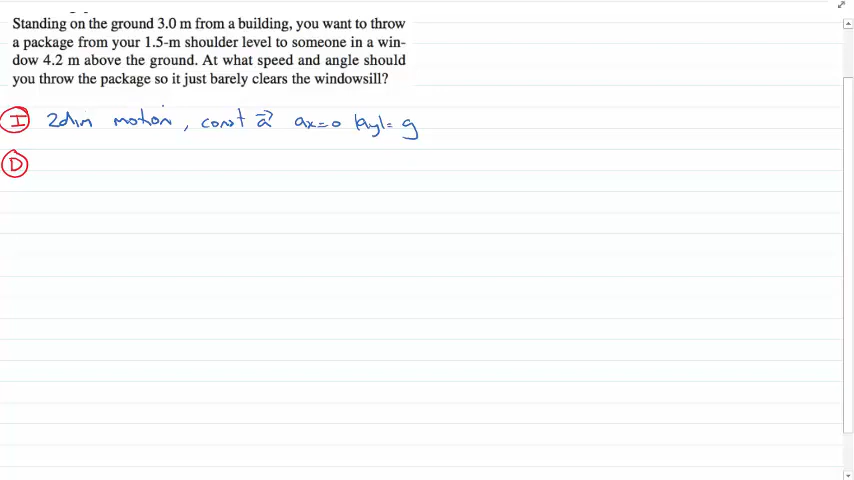 Standing on the ground 3.0 m from a building, you want to throw
a package from your 1.5-m shoulder level to someone in a win-
dow 4.2 m above the ground. At what speed and angle should
you throw the package so it just barely clears the windowsill?
I 2dim motion, const a⃗ ax=0 |ay|= g
D